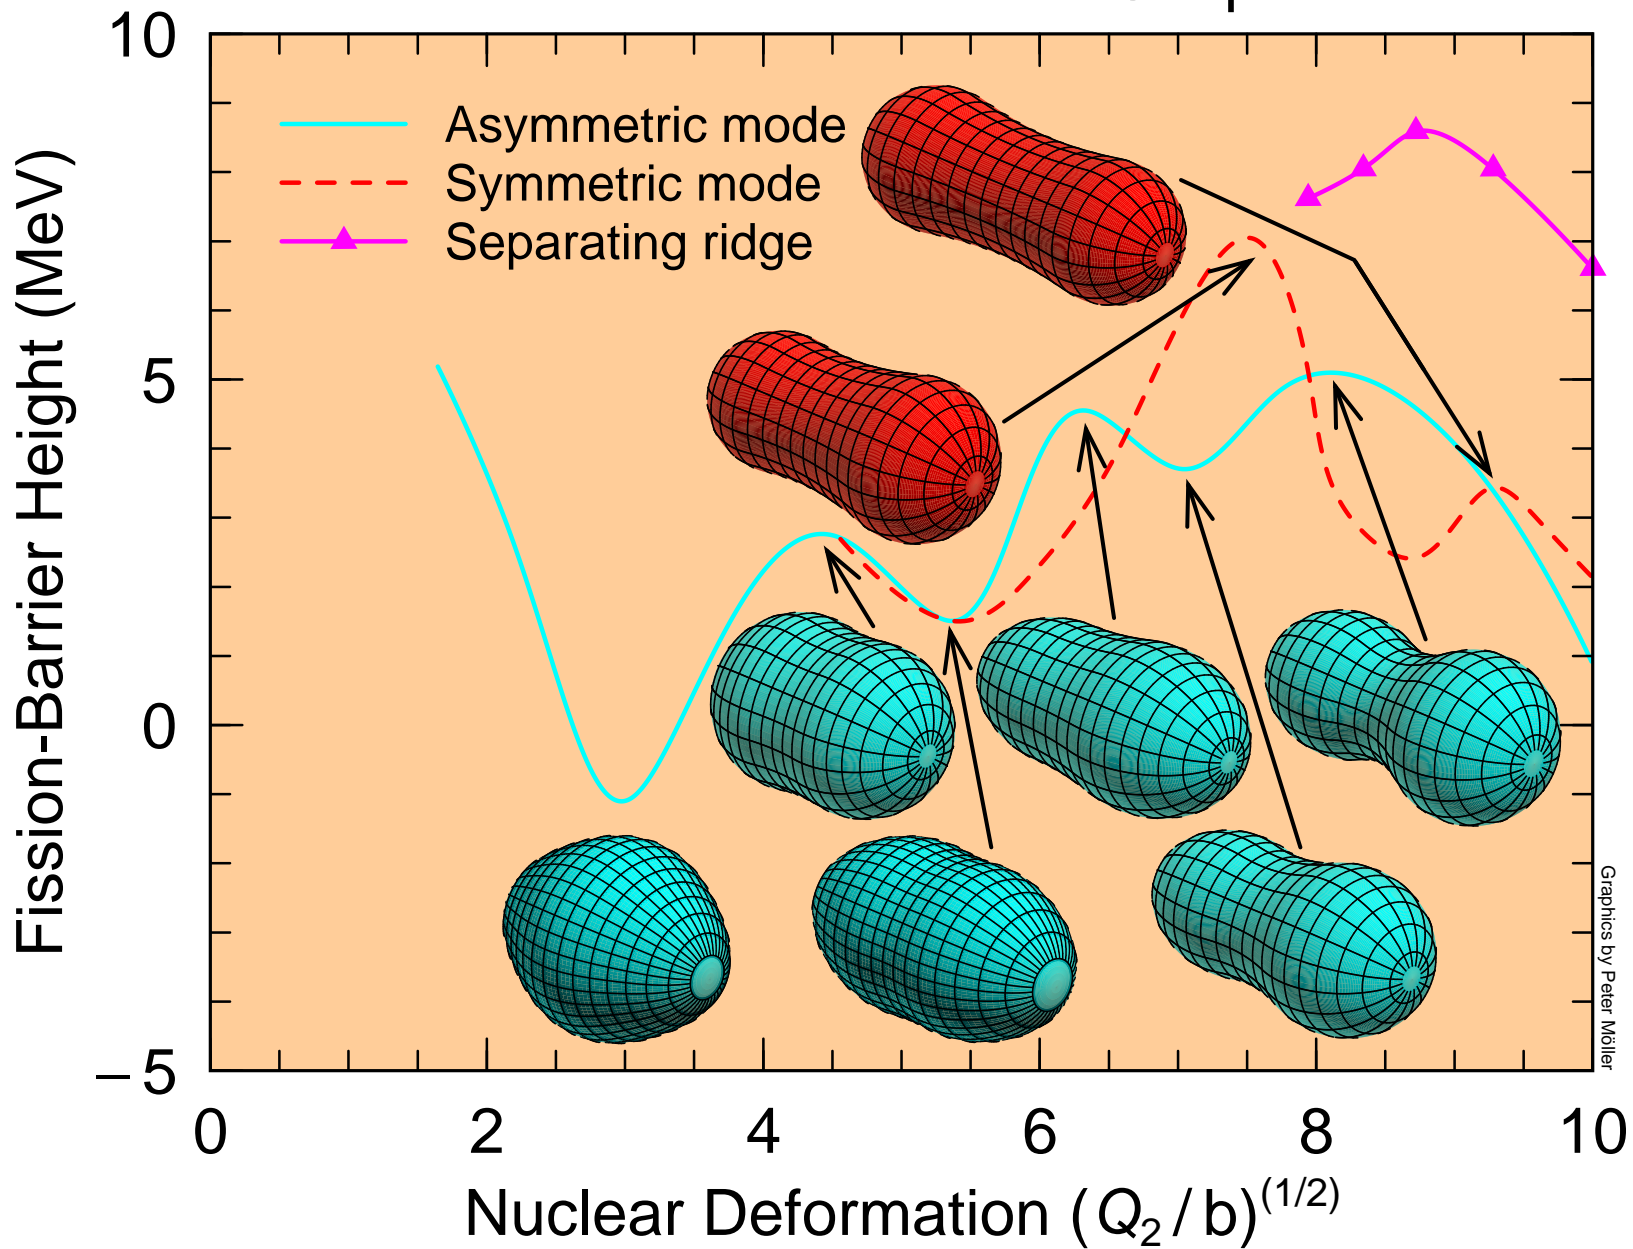 10
5
0
−5
Fission-Barrier Height (MeV)
Asymmetric mode
Symmetric mode
Separating ridge
Graphics by Peter Möller
0 2 4 6 8 10
Nuclear Deformation (Q2 / b)(1/2)